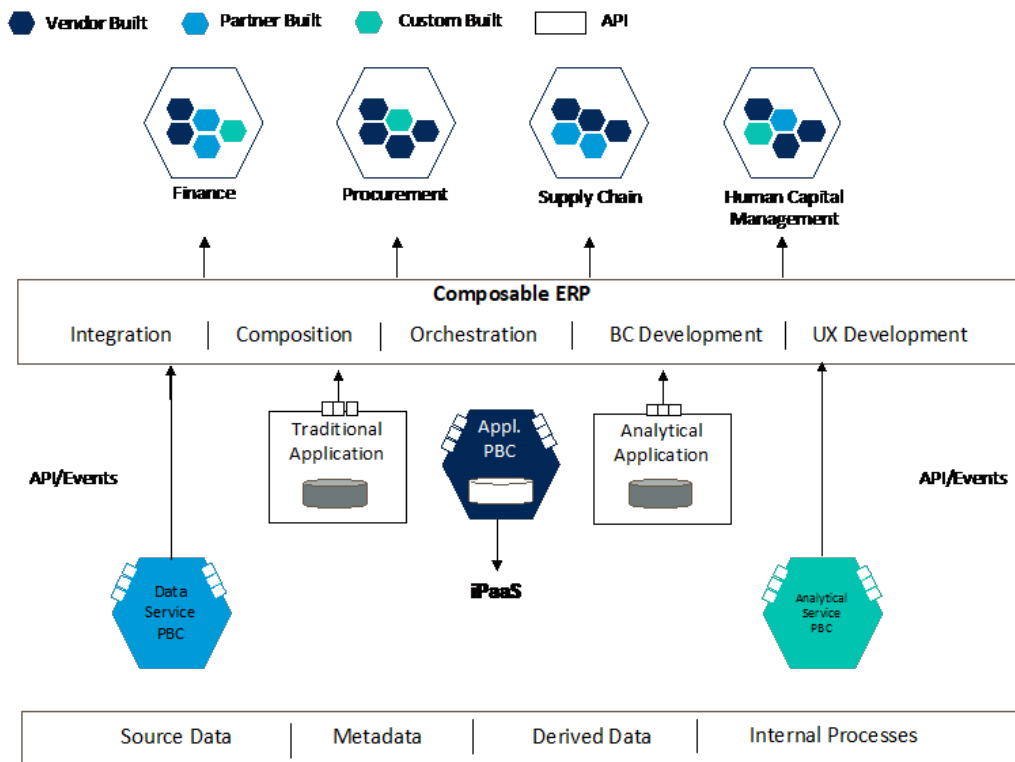 Vendor Built
Partner Built
Custom Built
API
Finance
Procurement
Supply Chain
Human Capital
Management
Composable ERP
Integration
Composition
Orchestration
BC Development
UX Development
Traditional
Application
Appl.
PBC
Analytical
Application
API/Events
API/Events
iPaaS
Data
Service
PBC
Analytical
Service
PBC
Source Data
Metadata
Derived Data
Internal Processes